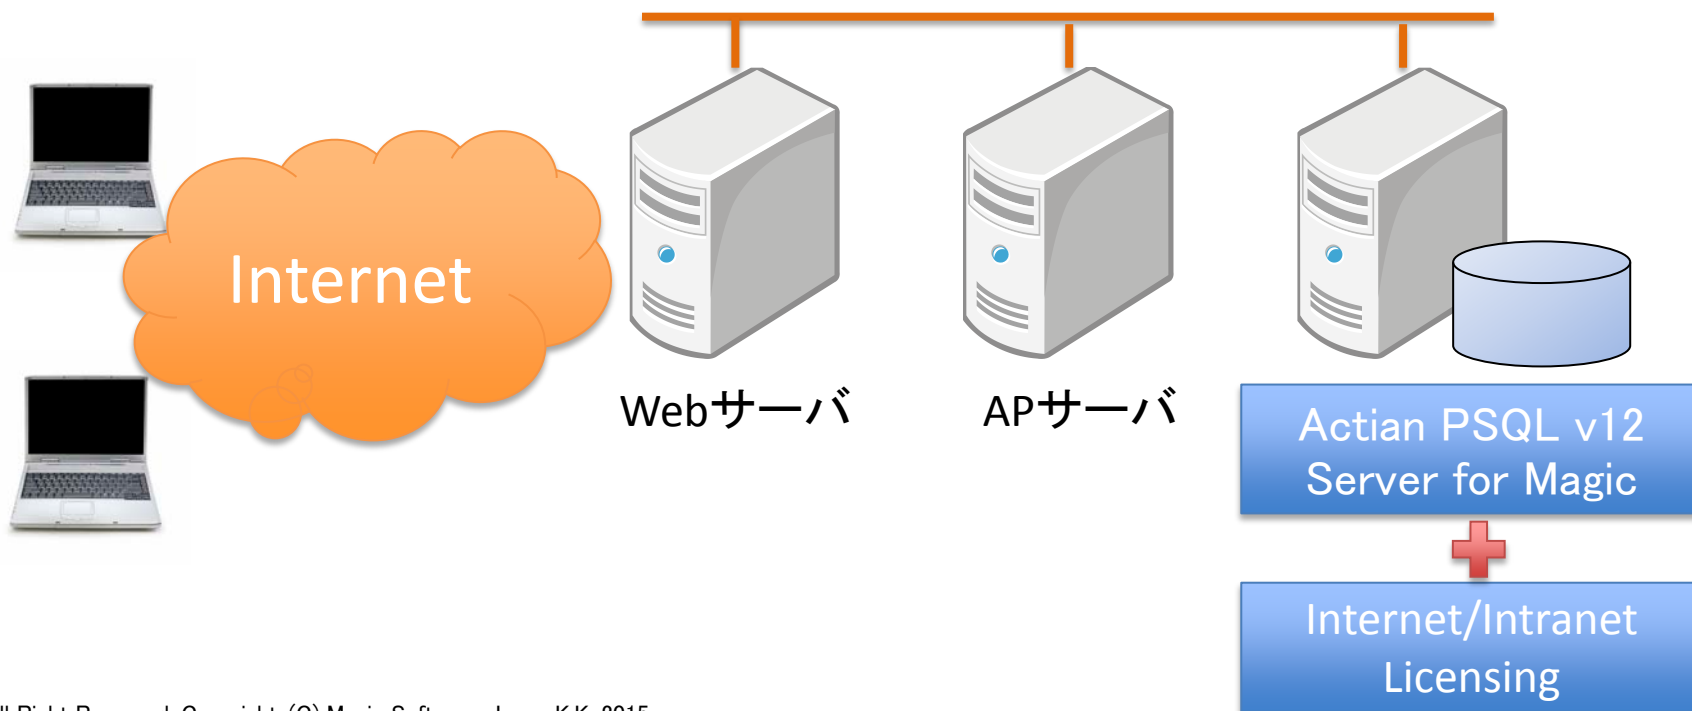 Internet
Webサーバ
APサーバ
Actian PSQL v12
Server for Magic
Internet/Intranet
Licensing